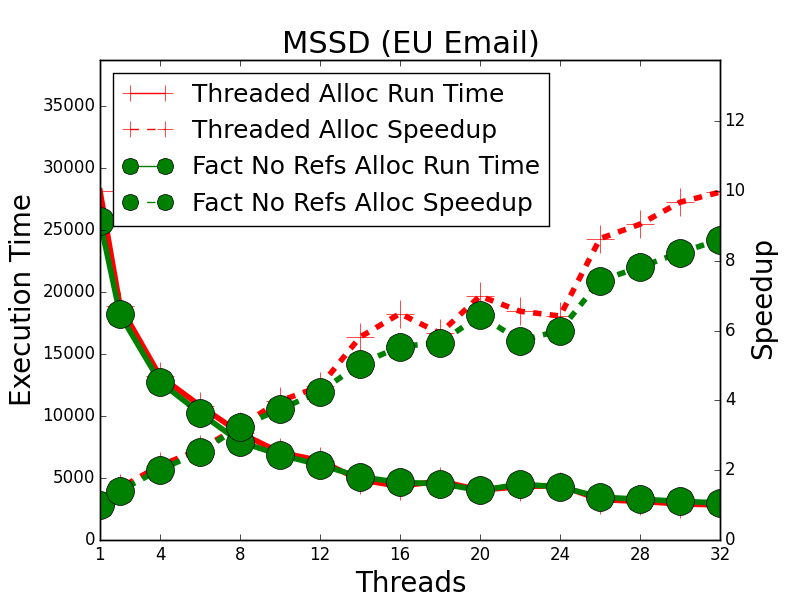 MSSD (EU Email)
Threaded Alloc Run Time
Threaded Alloc Speedup
Fact No Refs Alloc Run Time
Fact No Refs Alloc Speedup
Execution Time
35000
30000
25000
20000
15000
10000
5000
0
12
10
8
6
4
2
0
Speedup
1 4 8 12 16 20 24 28 32
Threads